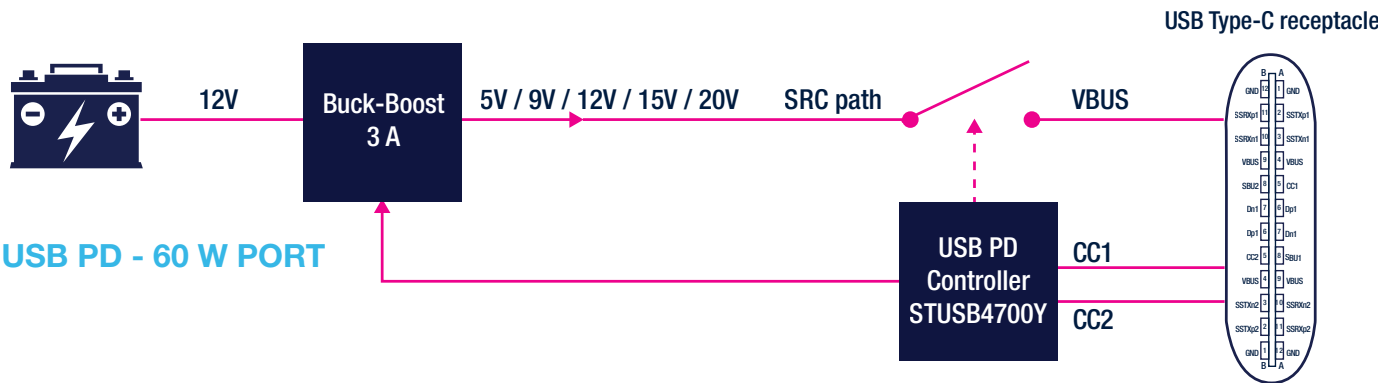 USB Type-C receptacle
12V
Buck-Boost
3 A
5V / 9V / 12V / 15V / 20V
SRC path
VBUS
USB PD - 60 W PORT
USB PD
Controller
STUSB4700Y
CC1
CC2
B A
GND 12 1 GND
SSRXp1 11 2 SSTXp1
SSRXn1 10 3 SSTXn1
VBUS 9 4 VBUS
SBU2 8 5 CC1
Dn1 7 6 Dp1
Dp1 6 7 Dn1
CC2 5 8 SBU1
VBUS 4 9 VBUS
SSTXn2 3 10 SSRXn2
SSTXp2 2 11 SSRXp2
GND 1 12 GND
B A